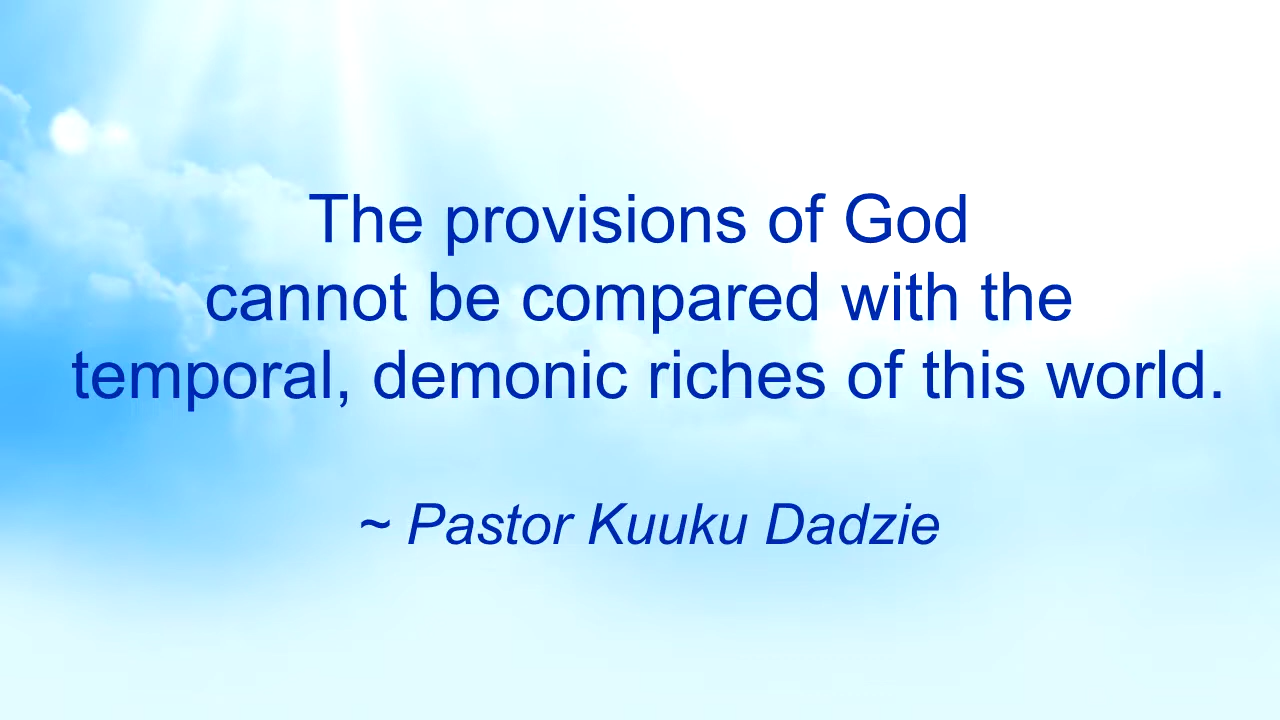 The provisions of God
cannot be compared with the
temporal, demonic riches of this world.
~ Pastor Kuuku Dadzie